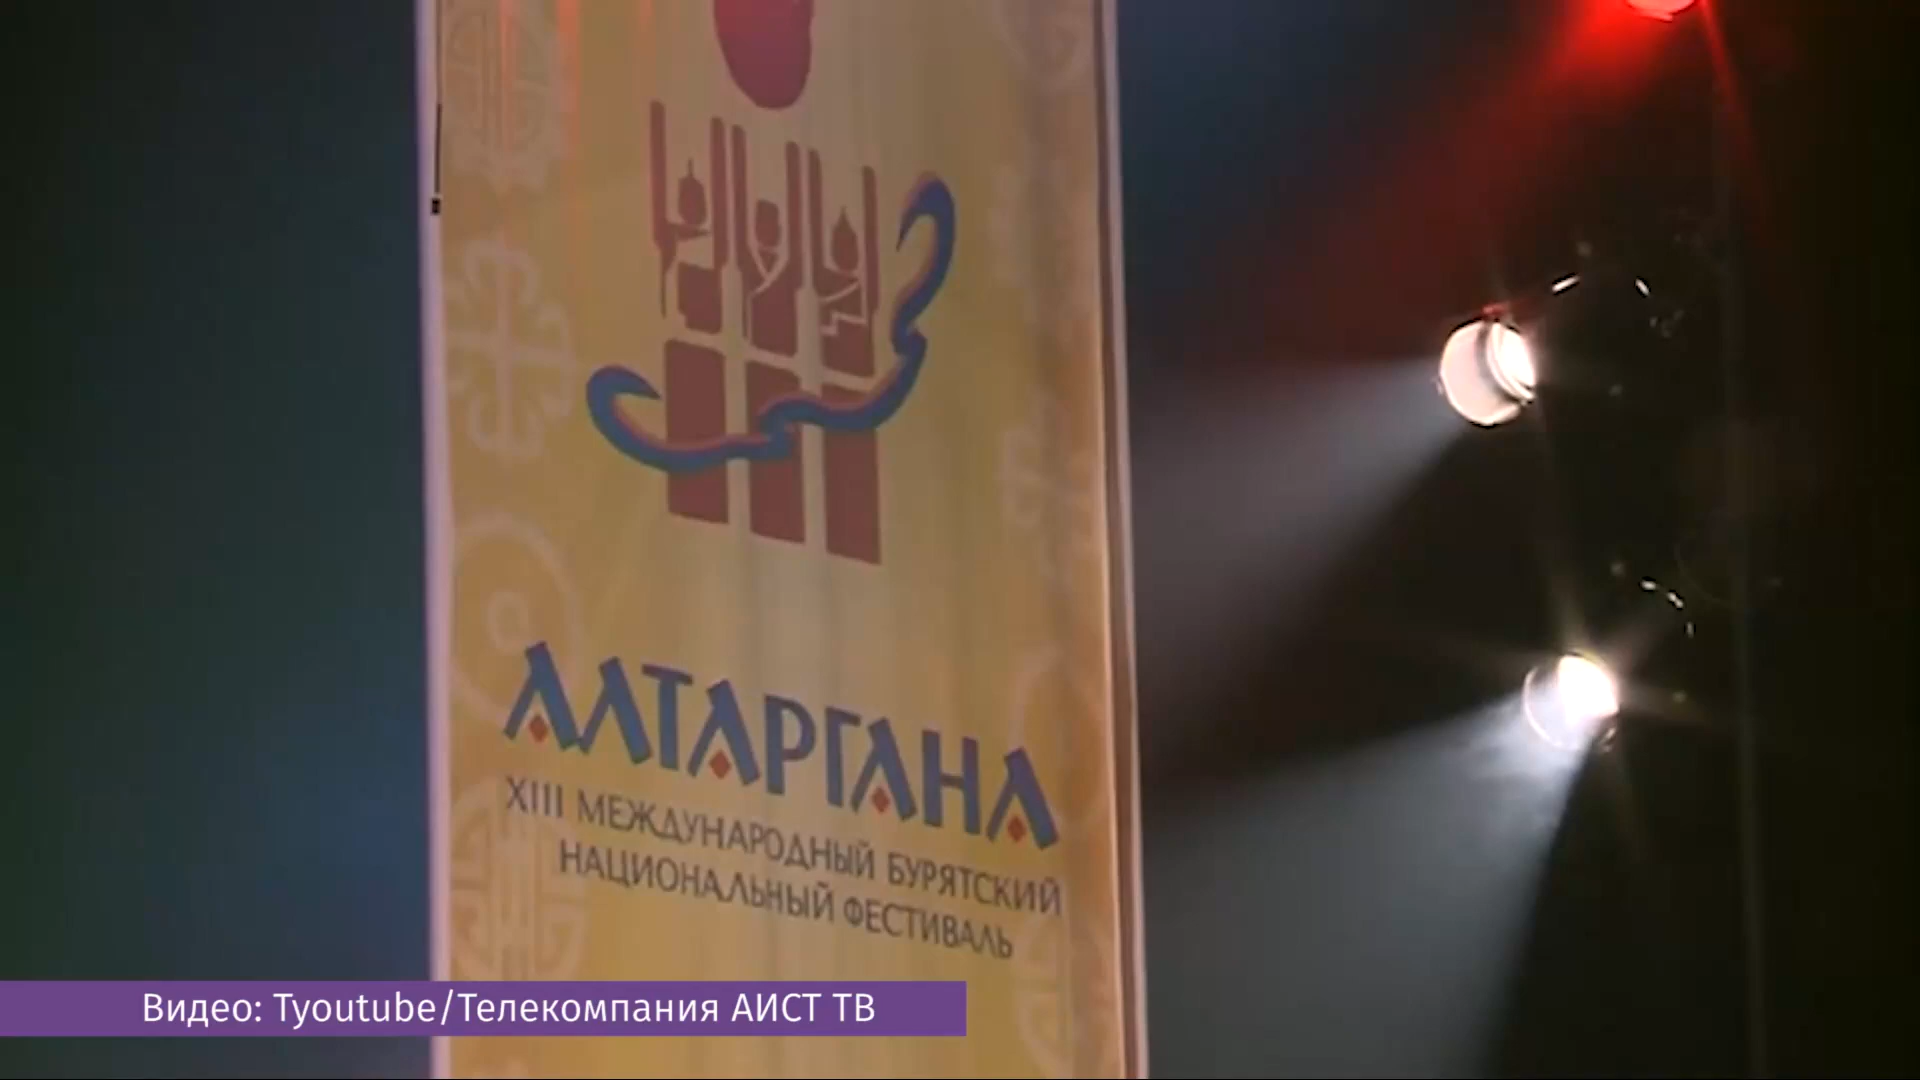 АЛТАРГАНА
XIII МЕЖДУНАРОДНЫЙ БУРЯТСКИЙ
НАЦИОНАЛЬНЫЙ ФЕСТИВАЛЬ
Видео: Tyoutube/Телекомпания АИСТ ТВ